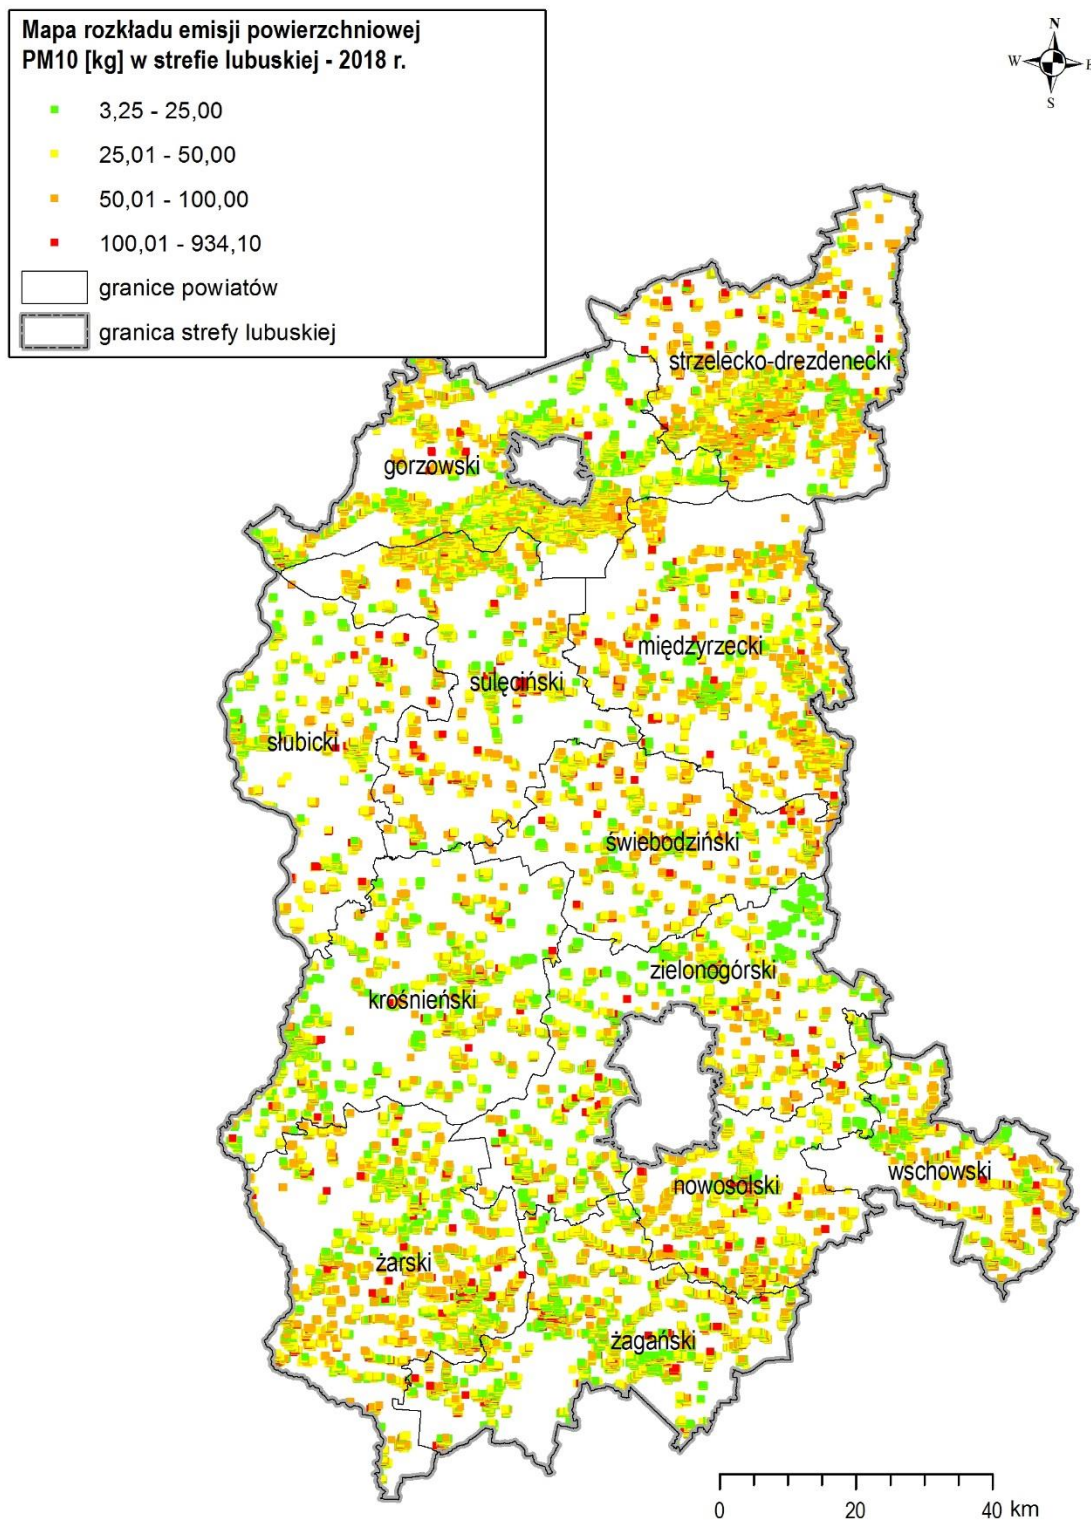 Mapa rozkładu emisji powierzchniowej
PM10 [kg] w strefie lubuskiej - 2018 r.
3,25 - 25,00
25,01 - 50,00
50,01 - 100,00
100,01 - 934,10
granice powiatów
granica strefy lubuskiej
N
W
E
S
strzelecko-drezdenecki
gorzowski
międzyrzecki
sulęciński
słubicki
świebodziński
zielonogórski
krośnieński
wschowski
nowosolski
żarski
żagański
0 20 40 km